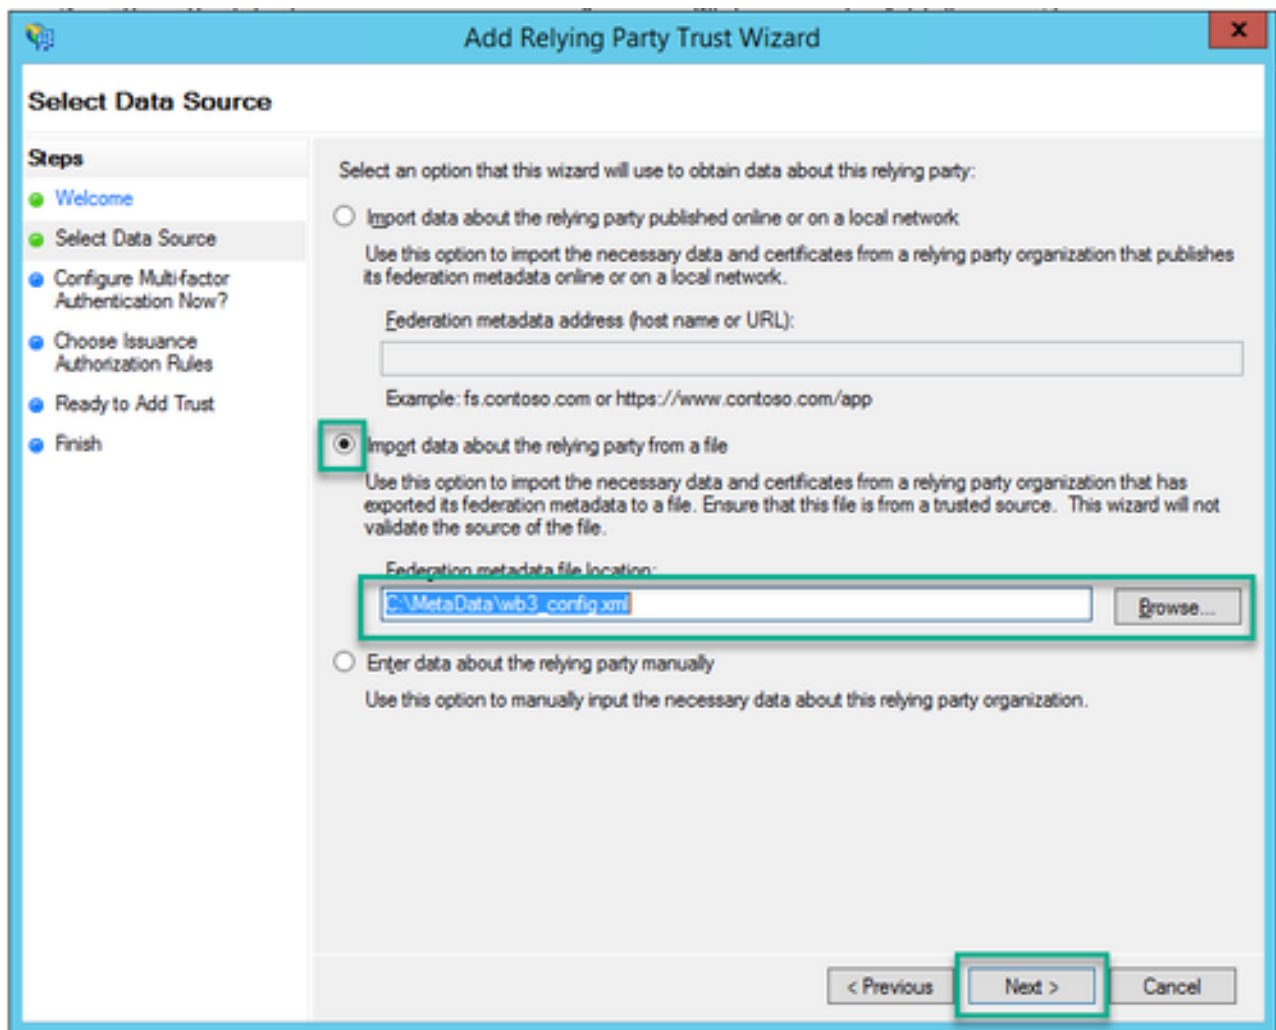 Add Relying Party Trust Wizard
x
Select Data Source
Steps
Welcome
Select Data Source
Configure Multi-factor
Authentication Now?
Choose Issuance
Authorization Rules
Ready to Add Trust
Finish
Select an option that this wizard will use to obtain data about this relying party:
Import data about the relying party published online or on a local network
Use this option to import the necessary data and certificates from a relying party organization that publishes
its federation metadata online or on a local network.
Federation metadata address (host name or URL):
Example: fs.contoso.com or https://www.contoso.com/app
Import data about the relying party from a file
Use this option to import the necessary data and certificates from a relying party organization that has
exported its federation metadata to a file. Ensure that this file is from a trusted source.  This wizard will not
validate the source of the file.
Federation metadata file location:
C:\MetaData\wb3_config.xml
Browse...
Enter data about the relying party manually
Use this option to manually input the necessary data about this relying party organization.
< Previous
Next >
Cancel